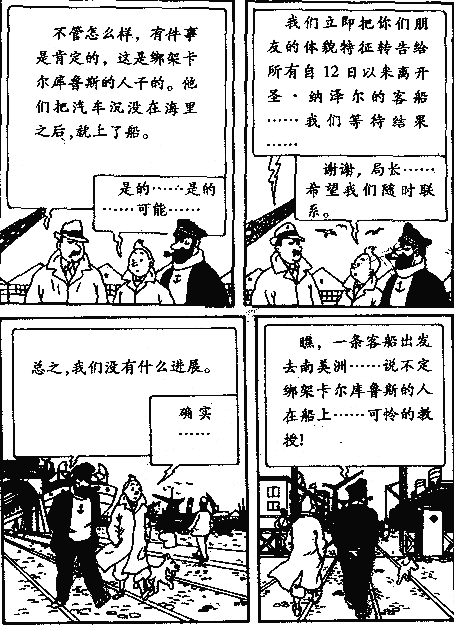 不管怎么样，有件事
是肯定的，这是绑架卡
尔库鲁斯的人干的。他
们把汽车沉没在海里
之后，就上了船。
是的……是的
……可能……
我们立即把你们朋
友的体貌特征转告给
所有自12日以来离开
圣·纳泽尔的客船
……我们等待结果
……
谢谢，局长……
希望我们随时联
系。
总之，我们没有什么进展。
确实
……
瞧，一条客船出发
去南美洲……说不定
绑架卡尔库鲁斯的人
在船上……可怜的教
授！